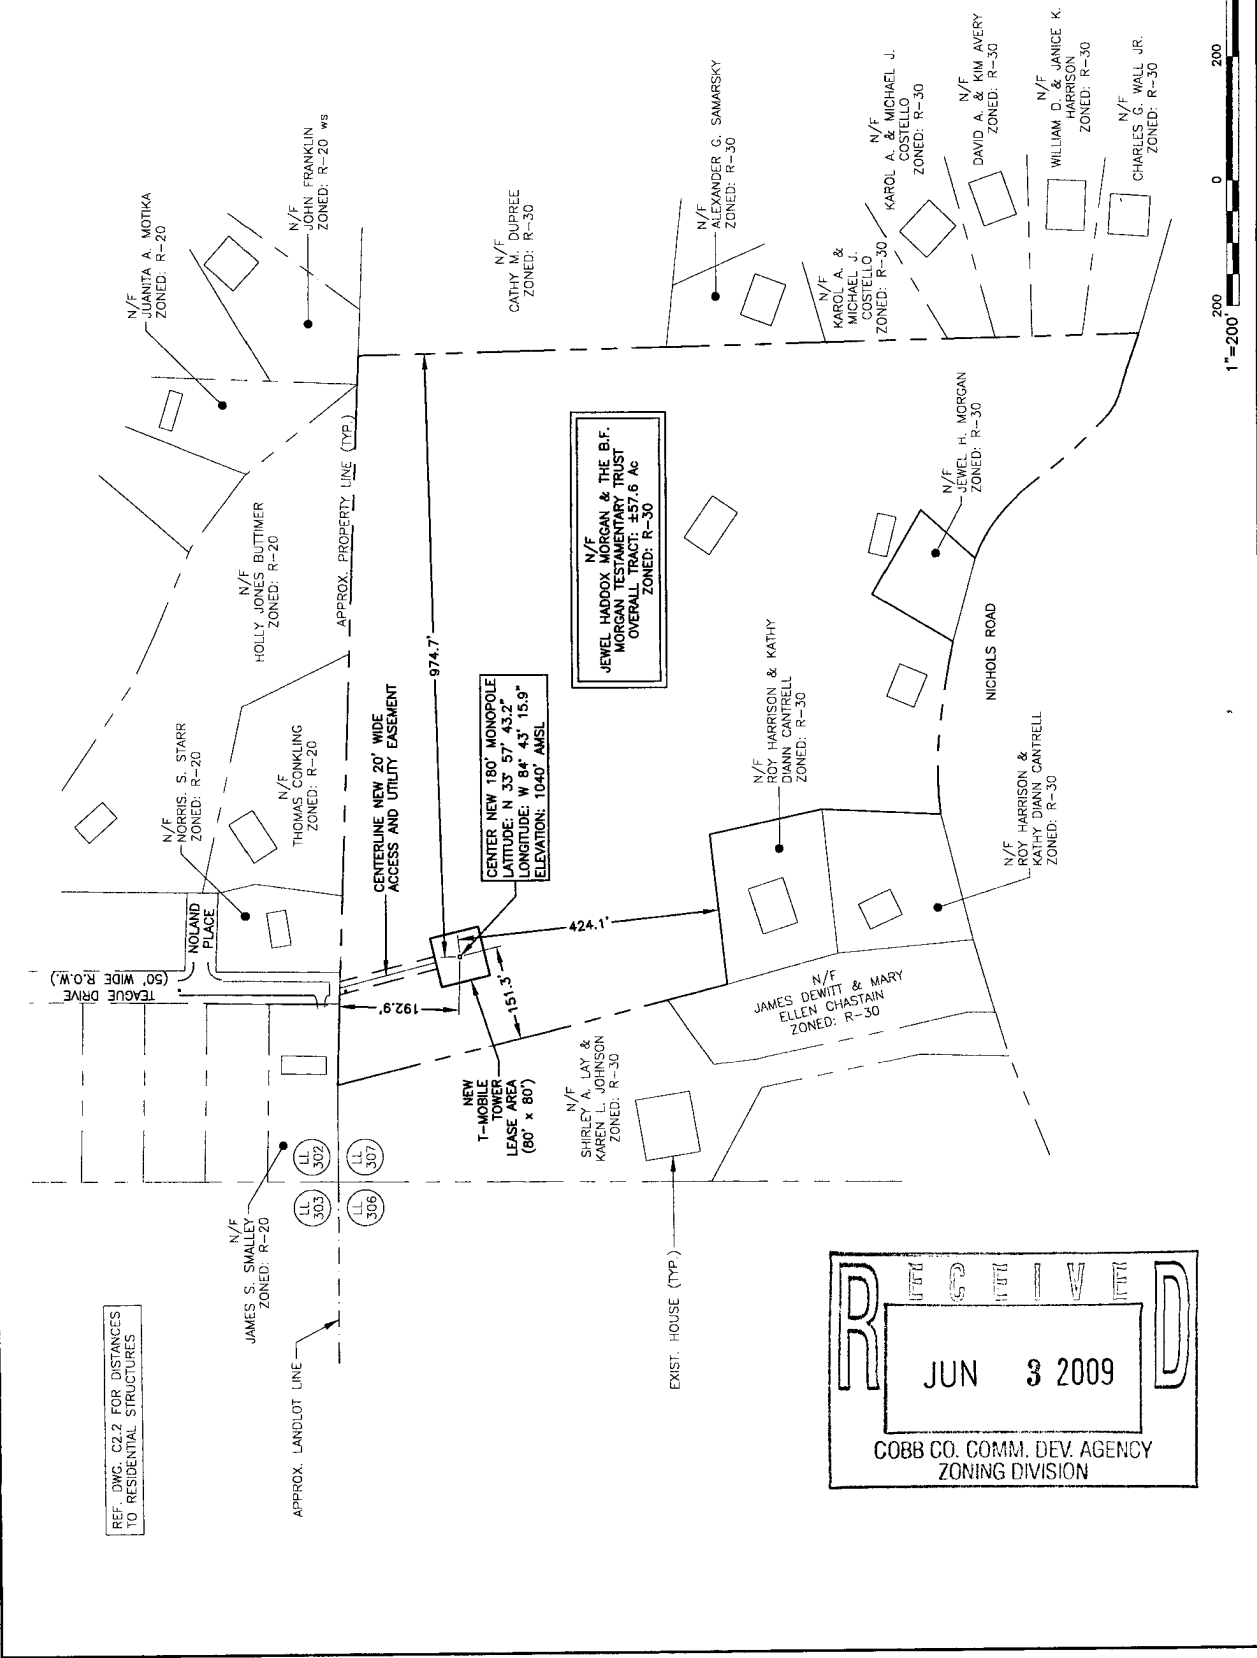 REF. DWG. C2.2 FOR DISTANCES
TO RESIDENTIAL STRUCTURES
N/F
JUANITA A. MOTIKA
ZONED: R-20
N/F
JOHN FRANKLIN
ZONED: R-20 ws
N/F
HOLLY JONES BUTTIMER
ZONED: R-20
N/F
NORRIS. S. STARR
ZONED: R-20
N/F
THOMAS CONKLING
ZONED: R-20
NOLAND
PLACE
TEAGUE DRIVE
(50' WIDE R.O.W.)
N/F
JAMES S. SMALLEY
ZONED: R-20
LL
303
LL
302
LL
306
LL
307
APPROX. LANDLOT LINE
APPROX. PROPERTY LINE (TYP.)
CENTERLINE NEW 20' WIDE
ACCESS AND UTILITY EASEMENT
974.7'
192.9'
151.3'
424.1'
CENTER NEW 180' MONOPOLE
LATITUDE: N 33° 57' 43.2"
LONGITUDE: W 84° 43' 15.9"
ELEVATION: 1040' AMSL
NEW
T-MOBILE
TOWER
LEASE AREA
(80' x 80')
N/F
CATHY M. DUPREE
ZONED: R-30
N/F
JEWEL HADDOX MORGAN & THE B.F.
MORGAN TESTAMENTARY TRUST
OVERALL TRACT: ±57.6 Ac
ZONED: R-30
N/F
SHIRLEY A. LAY &
KAREN L. JOHNSON
ZONED: R-30
EXIST. HOUSE (TYP.)
N/F
ALEXANDER G. SAMARSKY
ZONED: R-30
N/F
KAROL A. &
MICHAEL J.
COSTELLO
ZONED: R-30
N/F
KAROL A. & MICHAEL J.
COSTELLO
ZONED: R-30
N/F
DAVID A. & KIM AVERY
ZONED: R-30
N/F
WILLIAM D. & JANICE K.
HARRISON
ZONED: R-30
N/F
CHARLES G. WALL JR.
ZONED: R-30
N/F
ROY HARRISON & KATHY
DIANN CANTRELL
ZONED: R-30
N/F
JAMES DEWITT & MARY
ELLEN CHASTAIN
ZONED: R-30
N/F
JEWEL H. MORGAN
ZONED: R-30
NICHOLS ROAD
N/F
ROY HARRISON &
KATHY DIANN CANTRELL
ZONED: R-30
200 0 200
1"=200'
RECEIVED
JUN 3 2009
COBB CO. COMM. DEV. AGENCY
ZONING DIVISION